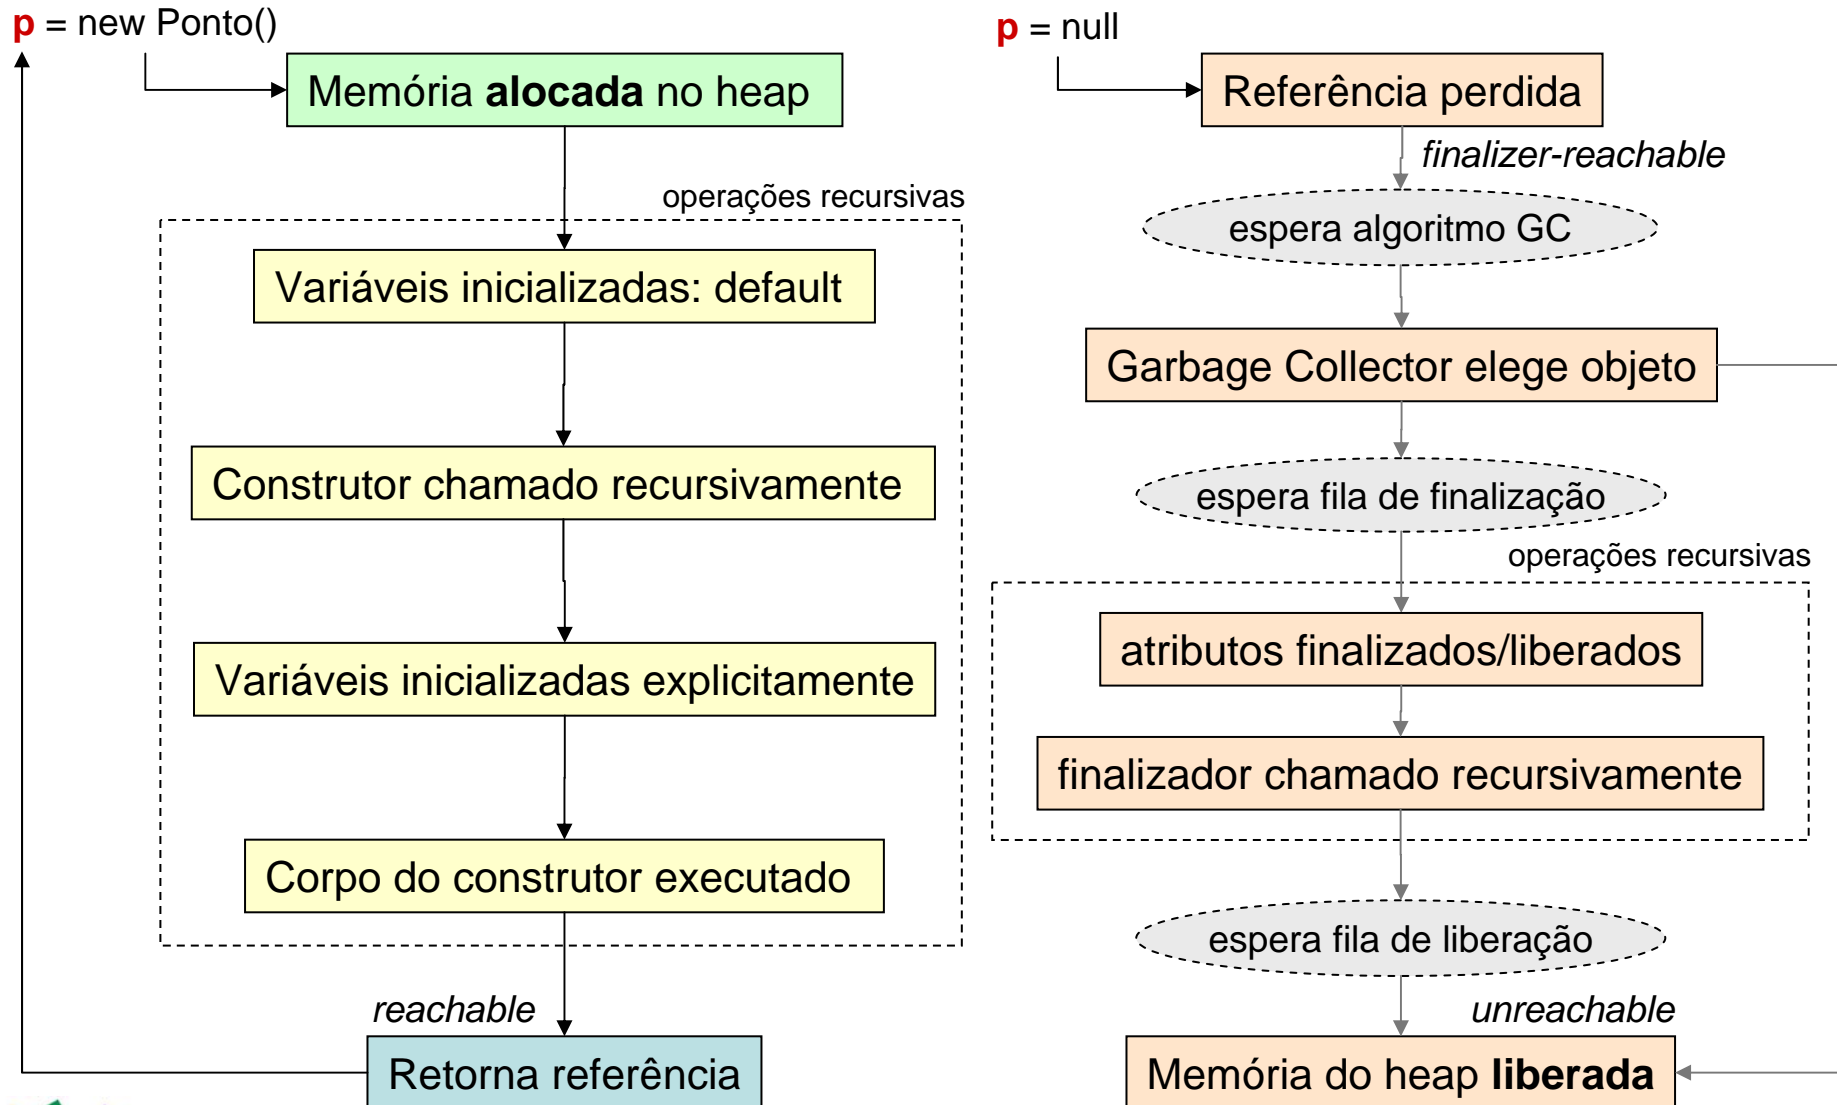 p = new Ponto()
Memória alocada no heap
operações recursivas
Variáveis inicializadas: default
Construtor chamado recursivamente
Variáveis inicializadas explicitamente
Corpo do construtor executado
reachable
Retorna referência
p = null
Referência perdida
finalizer-reachable
espera algoritmo GC
Garbage Collector elege objeto
espera fila de finalização
operações recursivas
atributos finalizados/liberados
finalizador chamado recursivamente
espera fila de liberação
unreachable
Memória do heap liberada